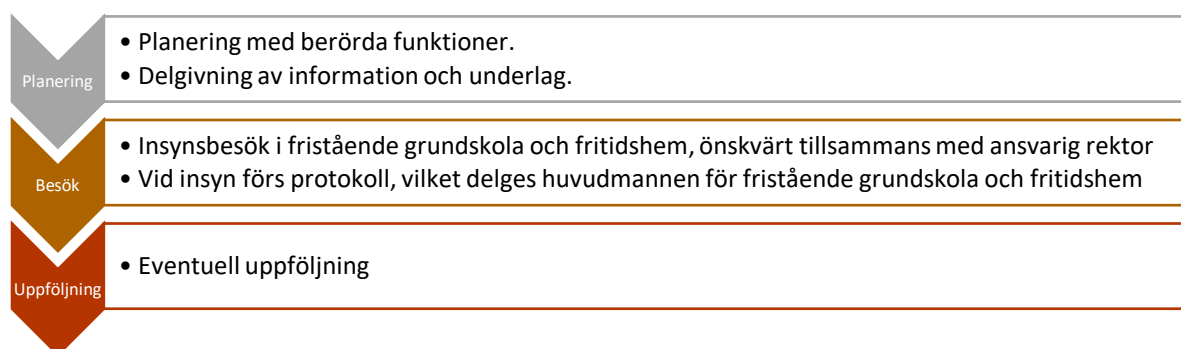 Planering
• Planering med berörda funktioner.
• Delgivning av information och underlag.
Besök
• Insynsbesök i fristående grundskola och fritidshem, önskvärt tillsammans med ansvarig rektor
• Vid insyn förs protokoll, vilket delges huvudmannen för fristående grundskola och fritidshem
Uppföljning
• Eventuell uppföljning